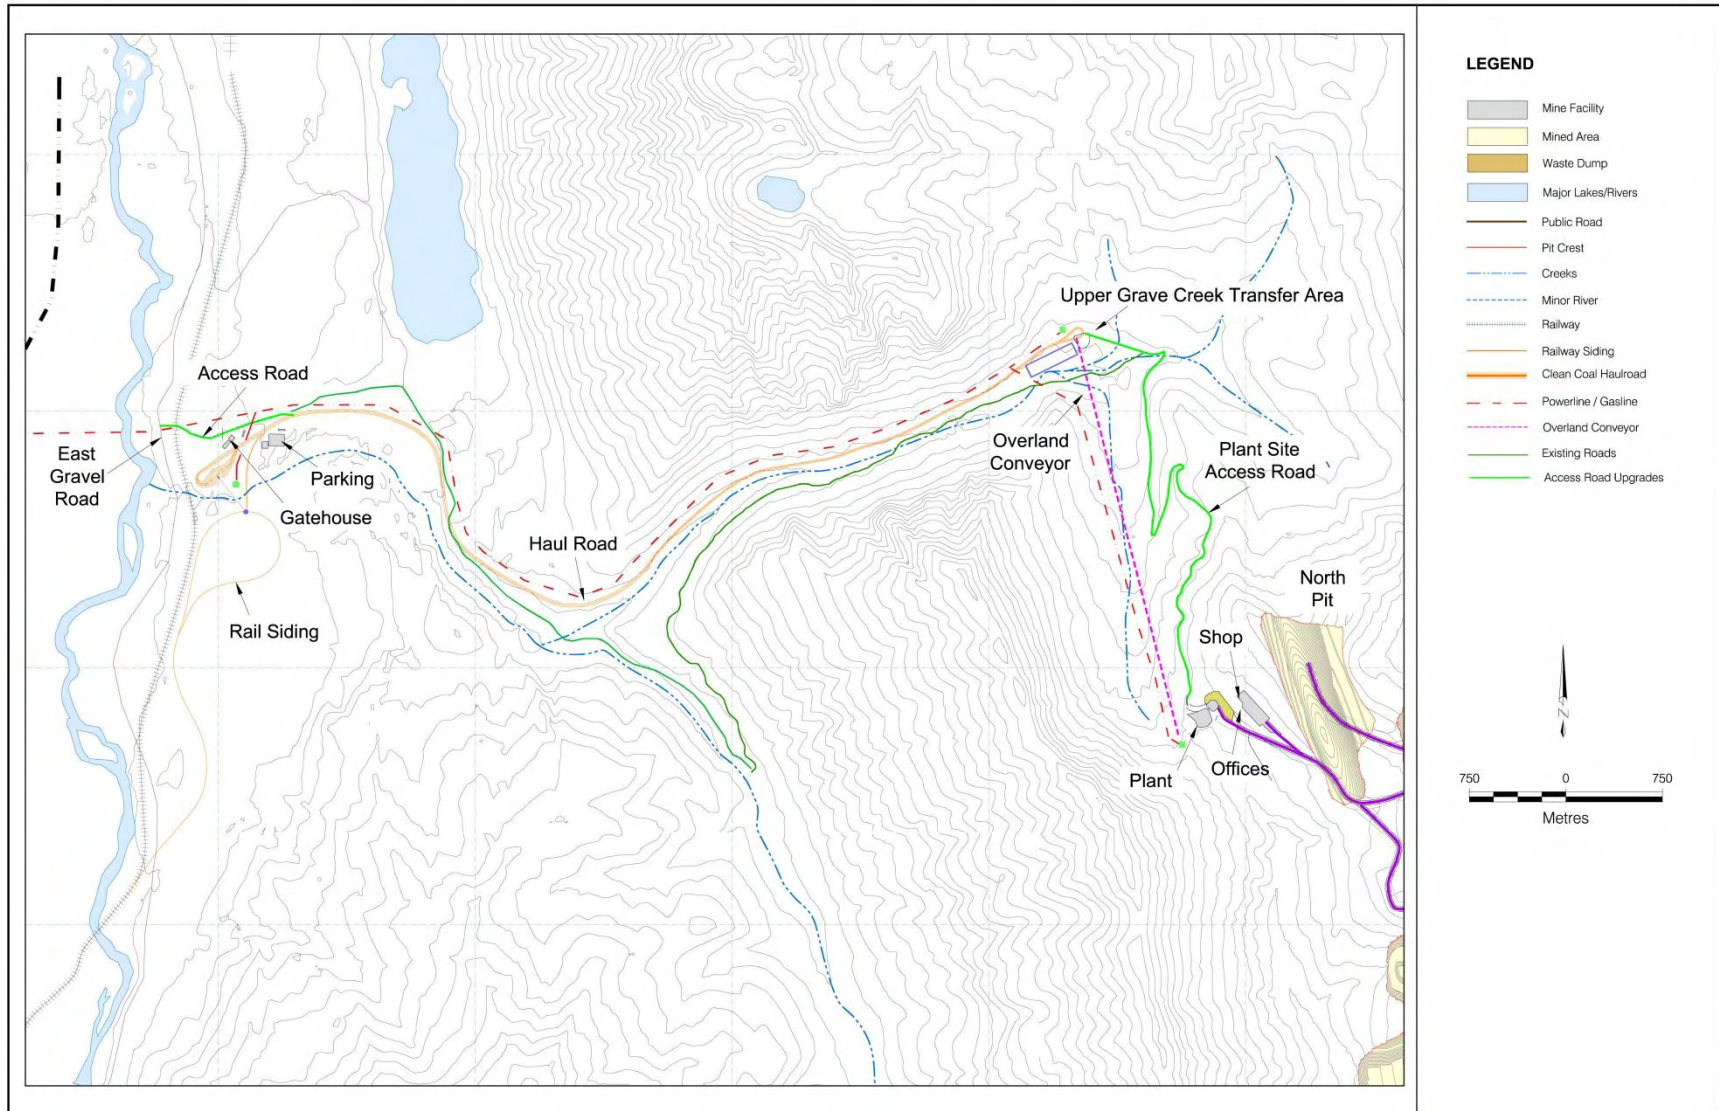 LEGEND
Mine Facility
Mined Area
Waste Dump
Major Lakes/Rivers
Public Road
Pit Crest
Creeks
Minor River
Railway
Railway Siding
Clean Coal Haulroad
Powerline / Gasline
Overland Conveyor
Existing Roads
Access Road Upgrades
Upper Grave Creek Transfer Area
Access Road
East
Gravel
Road
Parking
Gatehouse
Overland
Conveyor
Plant Site
Access Road
Haul Road
Rail Siding
North
Pit
Shop
Plant
Offices
N
750
0
750
Metres